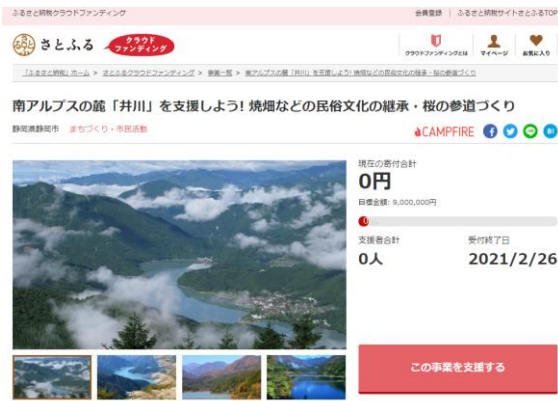 ふるさと納税クラウドファンディング
会員登録 | ふるさと納税サイトさとふるTOP
さとふる
クラウド
ファンディング
クラウドファンディングとは
マイページ
お気に入り
「ふるさと納税」ホーム > さとふるクラウドファンディング > 事業一覧 > 南アルプスの麓「井川」を支援しよう! 焼畑などの民俗文化の継承・桜の参道づくり
南アルプスの麓「井川」を支援しよう! 焼畑などの民俗文化の継承・桜の参道づくり
静岡県静岡市 まちづくり・市民活動
CAMPFIRE
現在の寄付合計
0円
目標金額: 9,000,000円
支援者合計
受付終了日
0人
2021/2/26
この事業を支援する